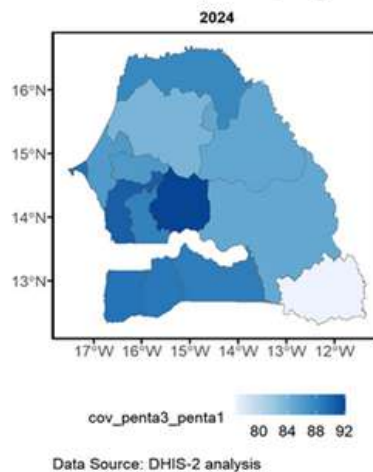 2024
16°N
15°N
14°N
13°N
17°W 16°W 15°W 14°W 13°W 12°W
cov_penta3_penta1
80 84 88 92
Data Source: DHIS-2 analysis